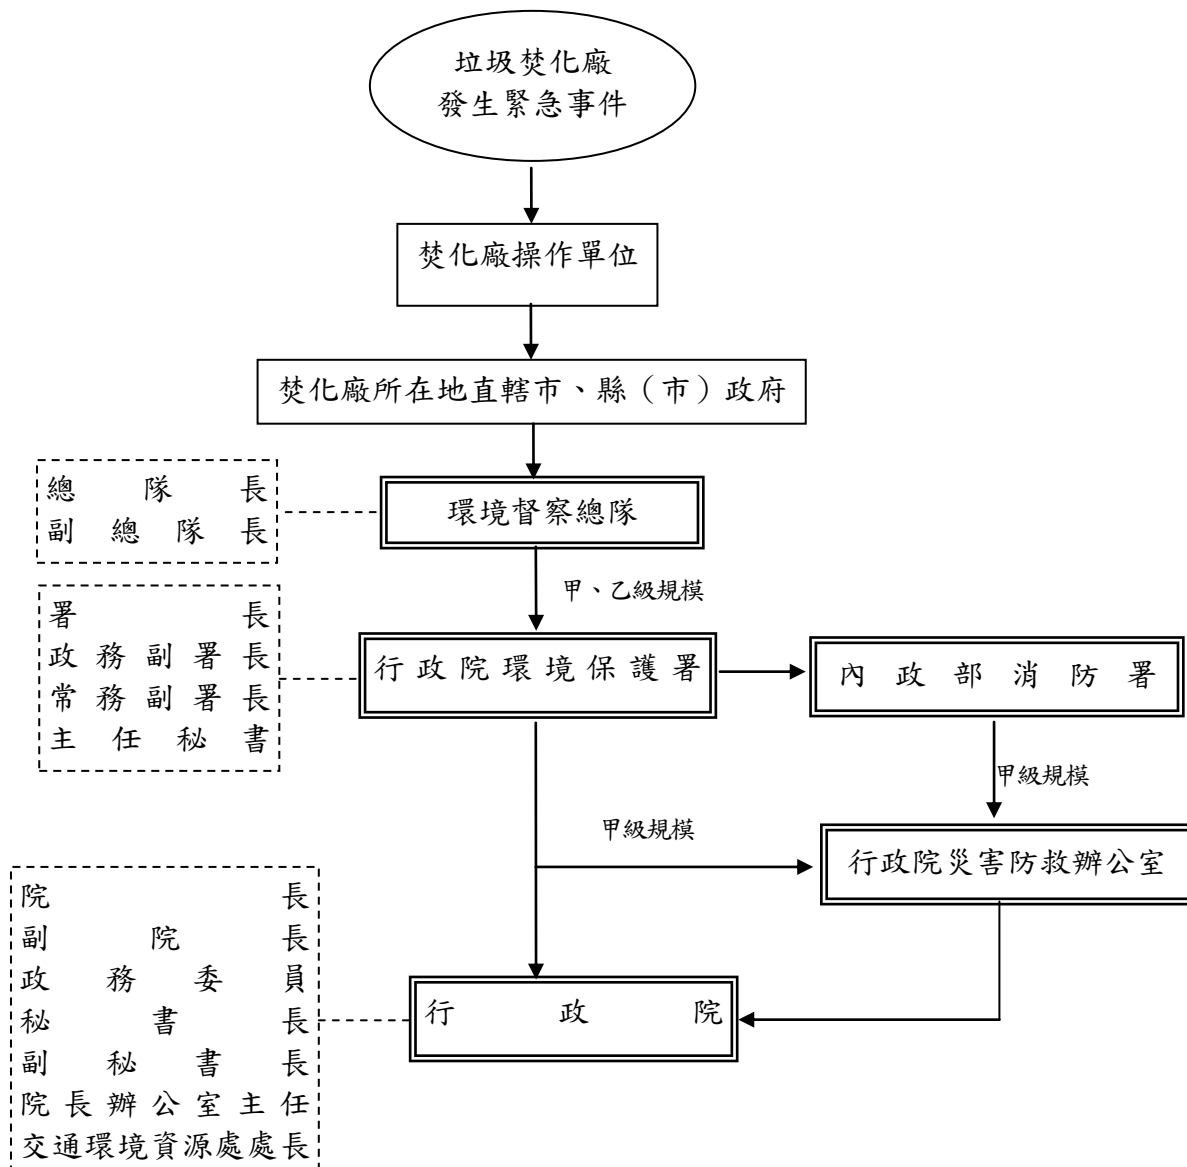 垃圾焚化廠
發生緊急事件
焚化廠操作單位
焚化廠所在地直轄市、縣（市）政府
總隊長
副總隊長
環境督察總隊
甲、乙級規模
署長
政務副署長
常務副署長
主任秘書
行政院環境保護署
內政部消防署
甲級規模
甲級規模
行政院災害防救辦公室
院長
副院長
政務委員
秘書長
副秘書長
院長辦公室主任
交通環境資源處處長
行政院